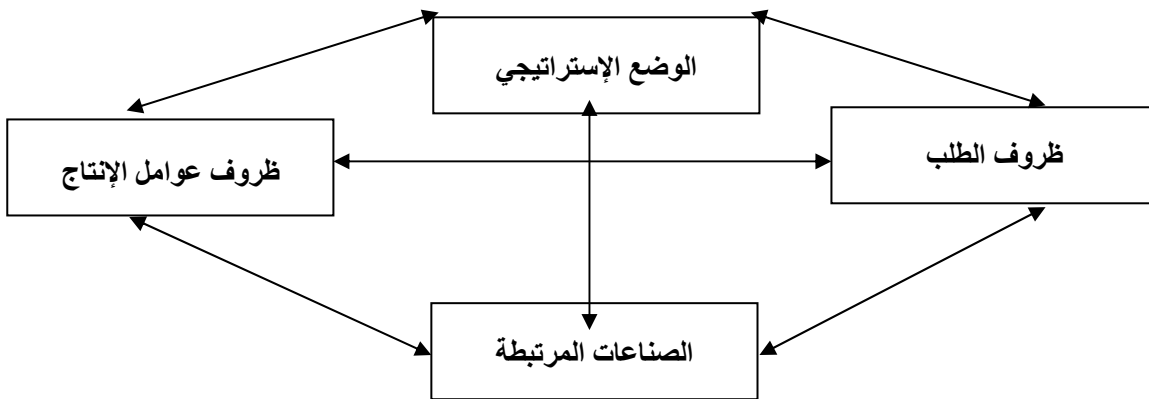 الوضع الإستراتيجي
ظروف الطلب
ظروف عوامل الإنتاج
الصناعات المرتبطة